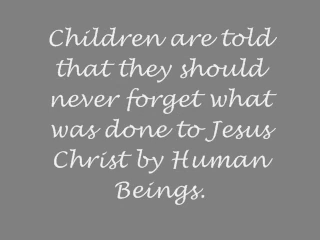 Children are told
that they should
never forget what
was done to Jesus
Christ by Human
Beings.